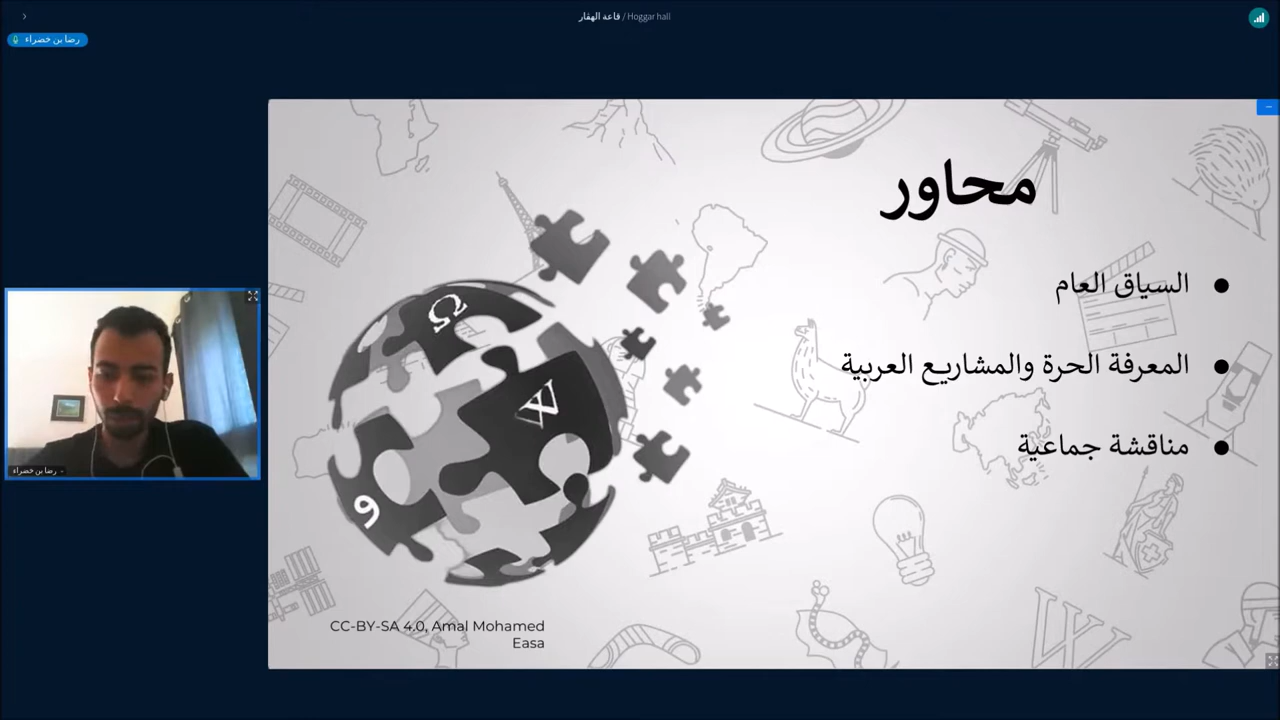 قاعة الهڨار / Hoggar hall
رضا بن خضراء
محاور
السياق العام
المعرفة الحرة والمشاريع العربية
مناقشة جماعية
Ω
W
و
CC-BY-SA 4.0, Amal Mohamed
Easa
رضا بن خضراء
W